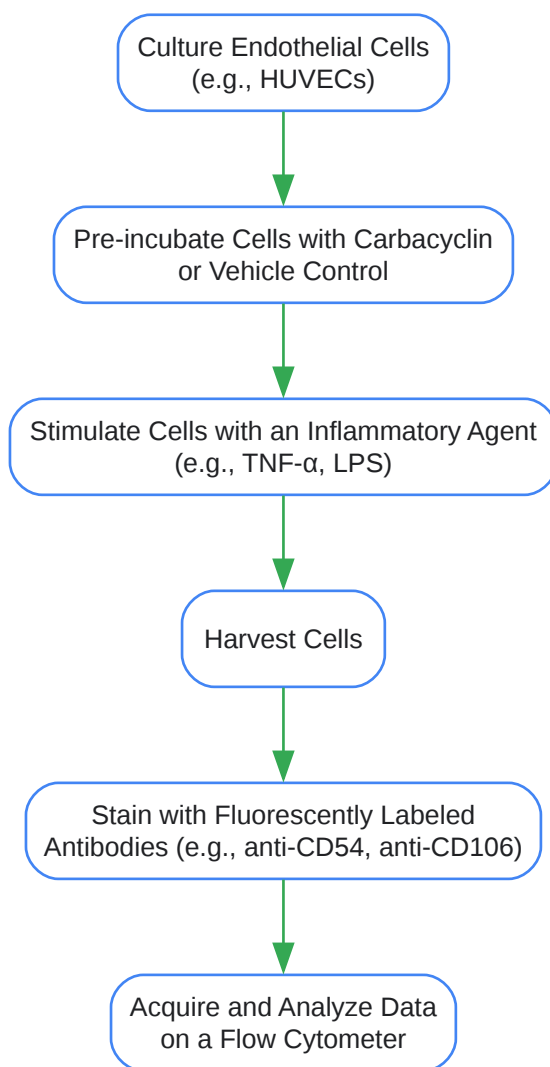 Culture Endothelial Cells
(e.g., HUVECs)
Pre-incubate Cells with Carbacyclin
or Vehicle Control
Stimulate Cells with an Inflammatory Agent
(e.g., TNF-α, LPS)
Harvest Cells
Stain with Fluorescently Labeled
Antibodies (e.g., anti-CD54, anti-CD106)
Acquire and Analyze Data
on a Flow Cytometer